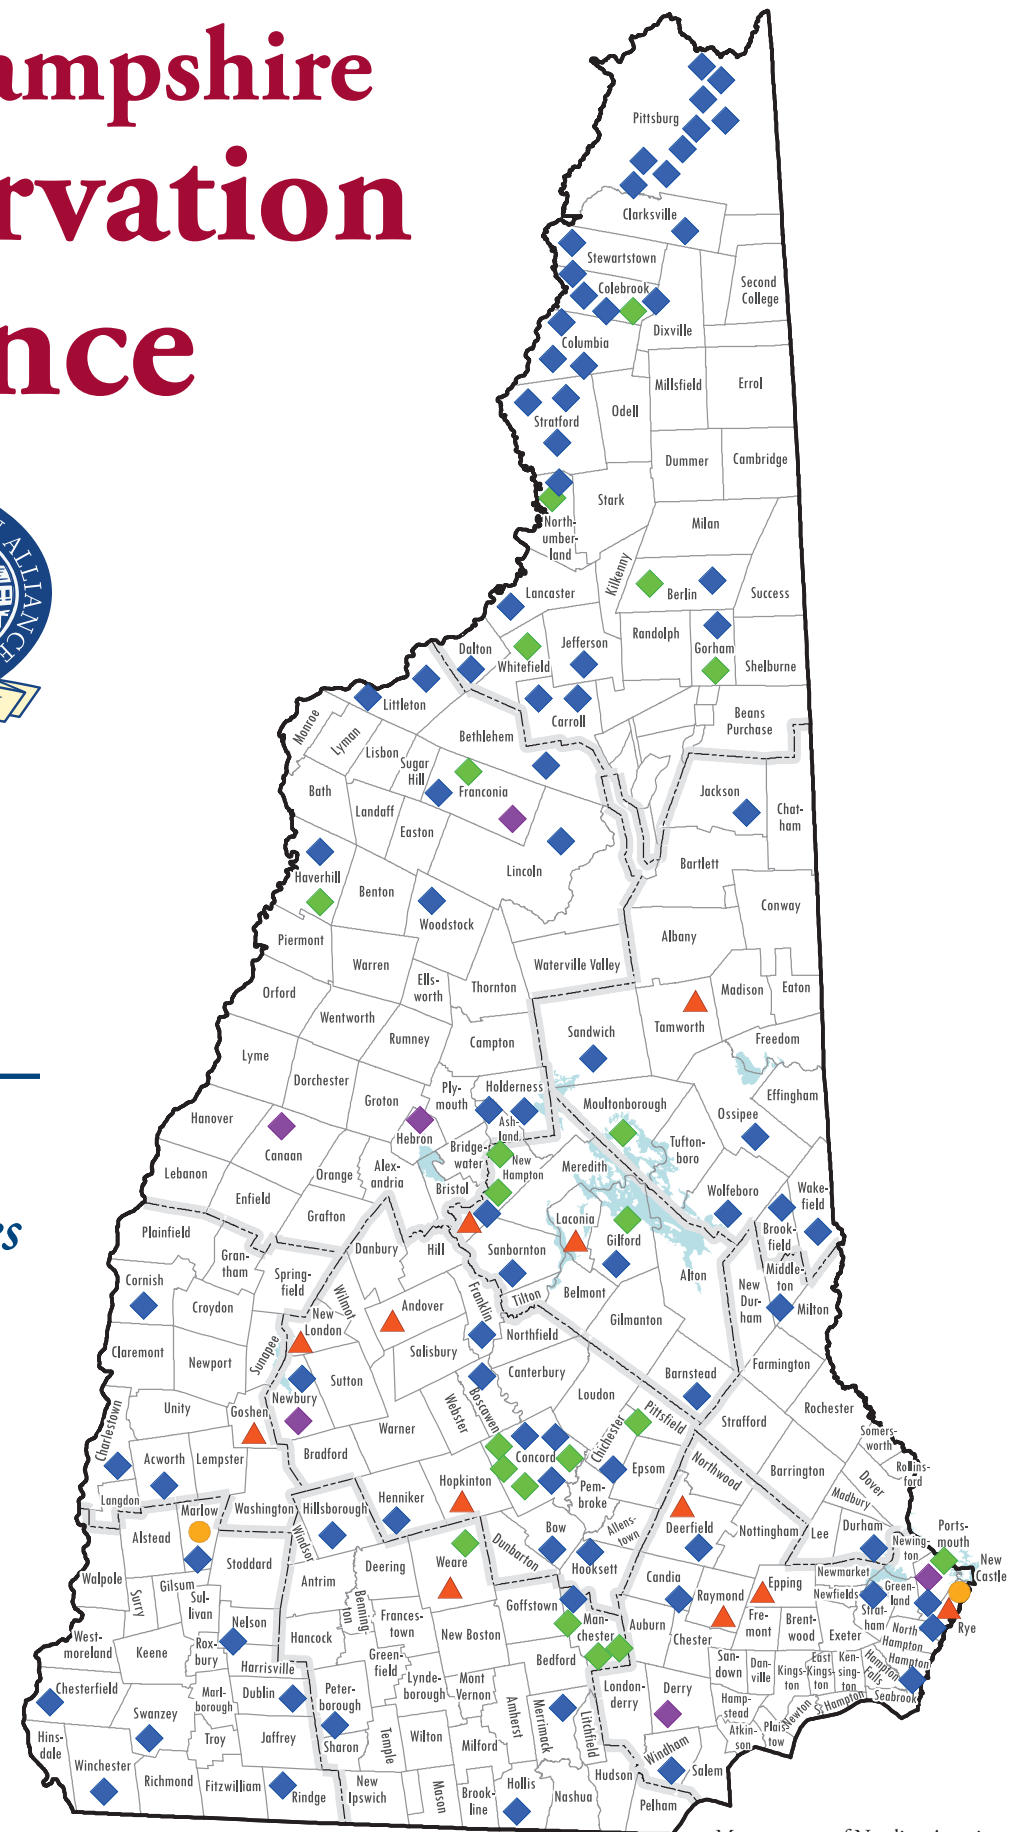 ampshire
rvation
nce
ALLIANCE
es
Pittsburg
Clarksville
Stewartstown
Colebrook
Second
College
Dixville
Columbia
Millsfield
Errol
Odell
Stratford
Dummer
Cambridge
Stark
North-
umber-
land
Milan
Kilkenny
Lancaster
Berlin
Success
Randolph
Dalton
Whitefield
Jefferson
Gorham
Shelburne
Littleton
Carroll
Beans
Purchase
Monroe
Lyman
Lisbon
Sugar
Hill
Bethlehem
Bath
Franconia
Jackson
Chat-
ham
Landaff
Easton
Bartlett
Lincoln
Haverhill
Benton
Woodstock
Conway
Albany
Piermont
Warren
Waterville Valley
Ells-
worth
Thornton
Madison
Eaton
Orford
Wentworth
Tamworth
Sandwich
Rumney
Campton
Freedom
Lyme
Dorchester
Groton
Ply-
mouth
Holderness
Effingham
Moultonborough
Ossipee
Hanover
Hebron
Ash-
land
Canaan
Bridge-
water
New
Hampton
Tufton-
boro
Meredith
Lebanon
Orange
Alex-
andria
Bristol
Enfield
Wolfeboro
Wake-
field
Grafton
Laconia
Gilford
Brook-
field
Plainfield
Danbury
Hill
Sanbornton
Gran-
tham
Spring-
field
Alton
Middle-
ton
Cornish
Croydon
Wilmot
Andover
Franklin
Tilton
Belmont
New
Dur-
ham
Milton
New
London
Gilmanton
Northfield
Claremont
Newport
Sunapee
Salisbury
Farmington
Sutton
Canterbury
Barnstead
Newbury
Boscawen
Webster
Loudon
Rochester
Charlestown
Unity
Goshen
Warner
Pittsfield
Strafford
Chichester
Somers-
worth
Acworth
Lempster
Bradford
Concord
Epsom
Northwood
Barrington
Dover
Rollins-
ford
Hopkinton
Pem-
broke
Madbury
Langdon
Marlow
Washington
Hillsborough
Henniker
Alstead
Windsor
Dunbarton
Bow
Allens-
town
Deerfield
Nottingham
Lee
Durham
Newing-
ton
Ports-
mouth
New
Castle
Stoddard
Weare
Hooksett
Walpole
Surry
Gilsum
Antrim
Deering
Candia
Raymond
Epping
Newmarket
Newfields
Green-
land
Sul-
livan
Benning-
ton
Goffstown
Strat-
ham
Rye
Nelson
Frances-
town
Man-
chester
Auburn
Fre-
mont
Brent-
wood
Exeter
North
Hampton
West-
moreland
Keene
Rox-
bury
Hancock
New Boston
Chester
Harrisville
Green-
field
Bedford
San-
down
Dan-
ville
Kings-
ton
East
Kings-
ton
Ken-
sing-
ton
Hampton
Falls
Hampton
Chesterfield
Marl-
borough
Dublin
Peter-
borough
Lynde-
borough
Mont
Vernon
London-
derry
Derry
Hamp-
stead
Newton
S Hampton
Seabrook
Swanzey
Troy
Jaffrey
Sharon
Temple
Wilton
Amherst
Merrimack
Litchfield
Atkin-
son
Plais-
tow
Hins-
dale
Milford
Windham
Winchester
Richmond
Fitzwilliam
Rindge
New
Ipswich
Mason
Brook-
line
Hollis
Nashua
Hudson
Salem
Pelham